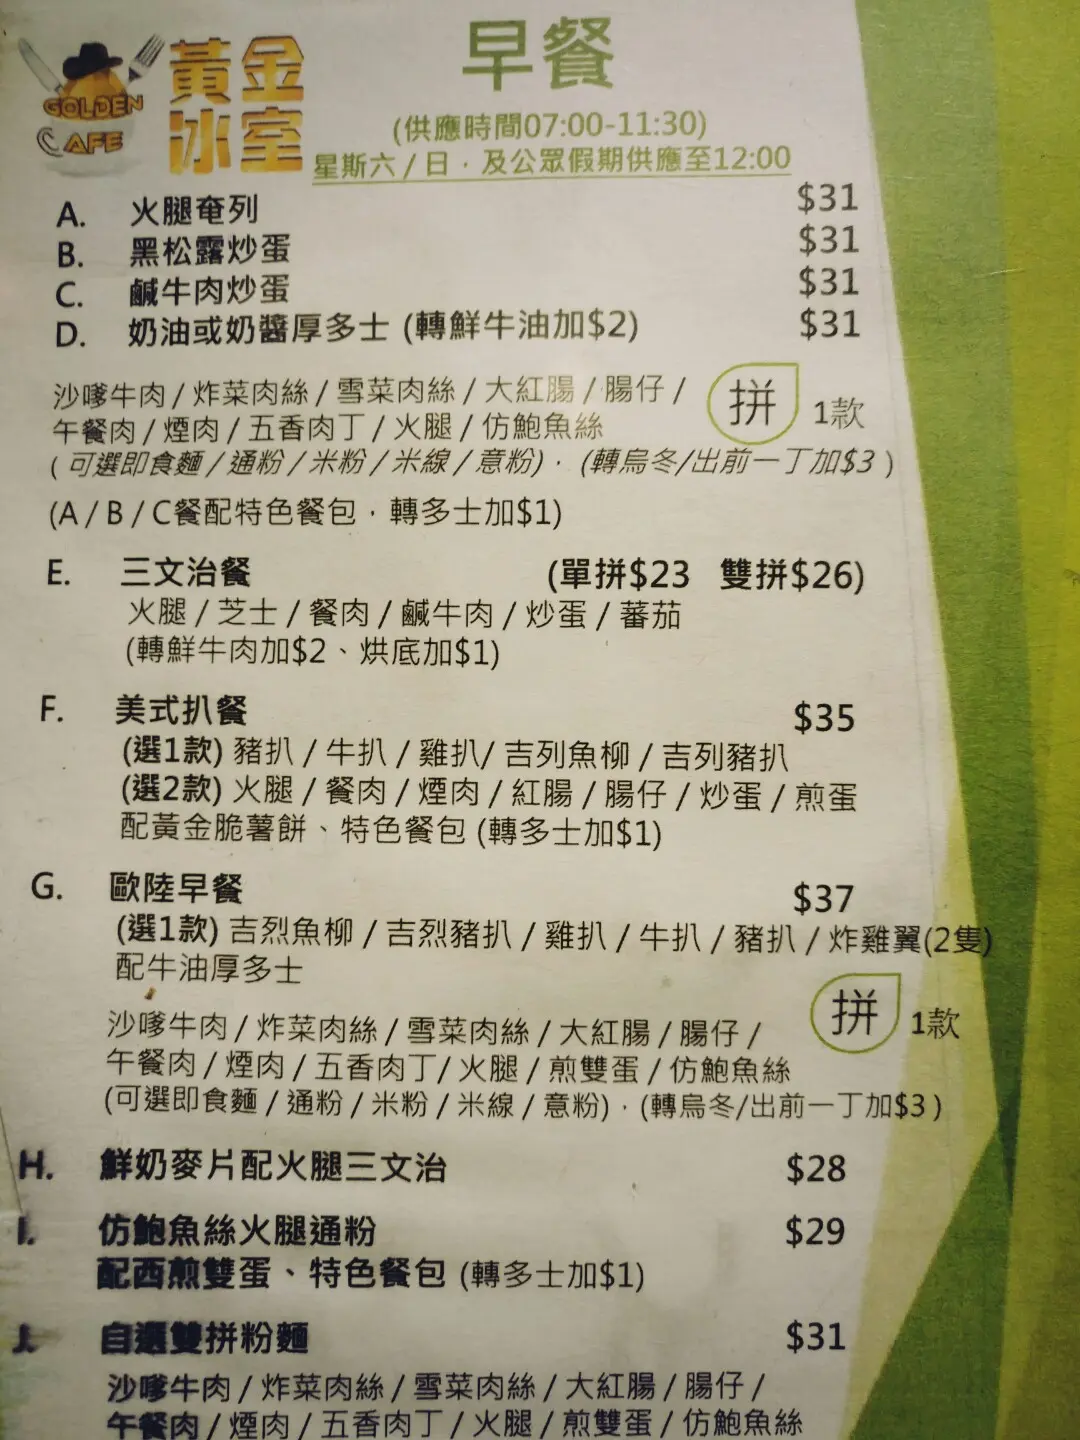 GOLDEN
CAFE
黃金
冰室
早餐
(供應時間07:00-11:30)
星斯六/日，及公眾假期供應至12:00
A. 火腿奄列 $31
B. 黑松露炒蛋 $31
C. 鹹牛肉炒蛋 $31
D. 奶油或奶醬厚多士 (轉鮮牛油加$2) $31
沙嗲牛肉/炸菜肉絲/雪菜肉絲/大紅腸/腸仔/
午餐肉/煙肉/五香肉丁/火腿/仿鮑魚絲
拼 1款
(可選即食麵/通粉/米粉/米線/意粉)，(轉烏冬/出前一丁加$3)
(A/B/C餐配特色餐包，轉多士加$1)
E. 三文治餐 (單拼$23 雙拼$26)
火腿/芝士/餐肉/鹹牛肉/炒蛋/蕃茄
(轉鮮牛肉加$2、烘底加$1)
F. 美式扒餐 $35
(選1款) 豬扒/牛扒/雞扒/吉列魚柳/吉列豬扒
(選2款) 火腿/餐肉/煙肉/紅腸/腸仔/炒蛋/煎蛋
配黃金脆薯餅、特色餐包 (轉多士加$1)
G. 歐陸早餐 $37
(選1款) 吉烈魚柳/吉烈豬扒/雞扒/牛扒/豬扒/炸雞翼(2隻)
配牛油厚多士
沙嗲牛肉/炸菜肉絲/雪菜肉絲/大紅腸/腸仔/
午餐肉/煙肉/五香肉丁/火腿/煎雙蛋/仿鮑魚絲
拼 1款
(可選即食麵/通粉/米粉/米線/意粉)，(轉烏冬/出前一丁加$3)
H. 鮮奶麥片配火腿三文治 $28
I. 仿鮑魚絲火腿通粉 $29
配西煎雙蛋、特色餐包 (轉多士加$1)
J. 自選雙拼粉麵 $31
沙嗲牛肉/炸菜肉絲/雪菜肉絲/大紅腸/腸仔/
午餐肉/煙肉/五香肉丁/火腿/煎雙蛋/仿鮑魚絲